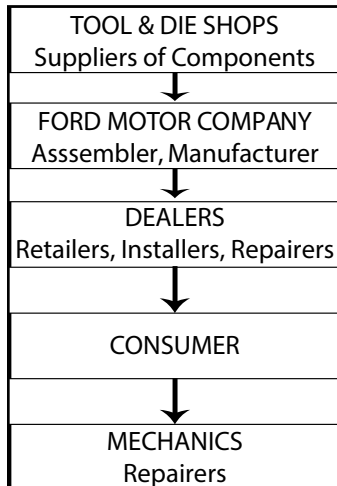 TOOL & DIE SHOPS
Suppliers of Components
FORD MOTOR COMPANY
Asssembler, Manufacturer
DEALERS
Retailers, Installers, Repairers
CONSUMER
MECHANICS
Repairers